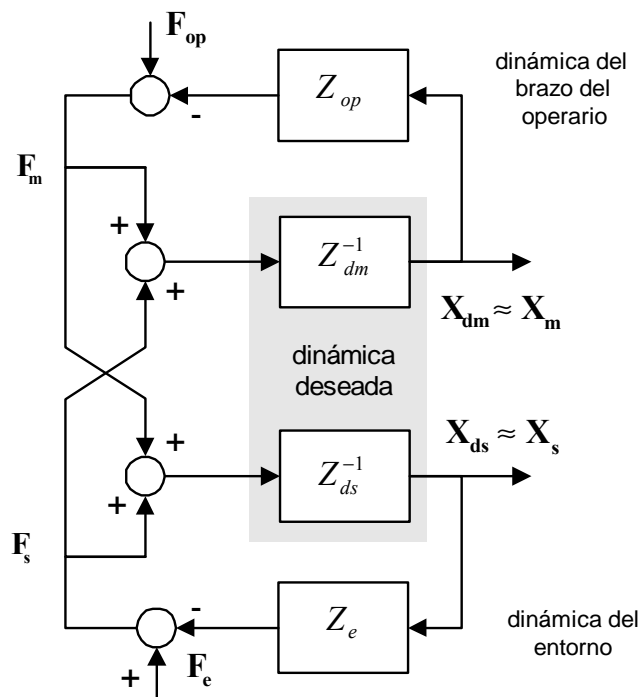 F_op
dinámica del
brazo del
operario
Z_op
-
F_m
+
+
Z_dm^-1
X_dm ≈ X_m
dinámica
deseada
X_ds ≈ X_s
+
+
Z_ds^-1
F_s
-
Z_e
dinámica del
entorno
+
F_e